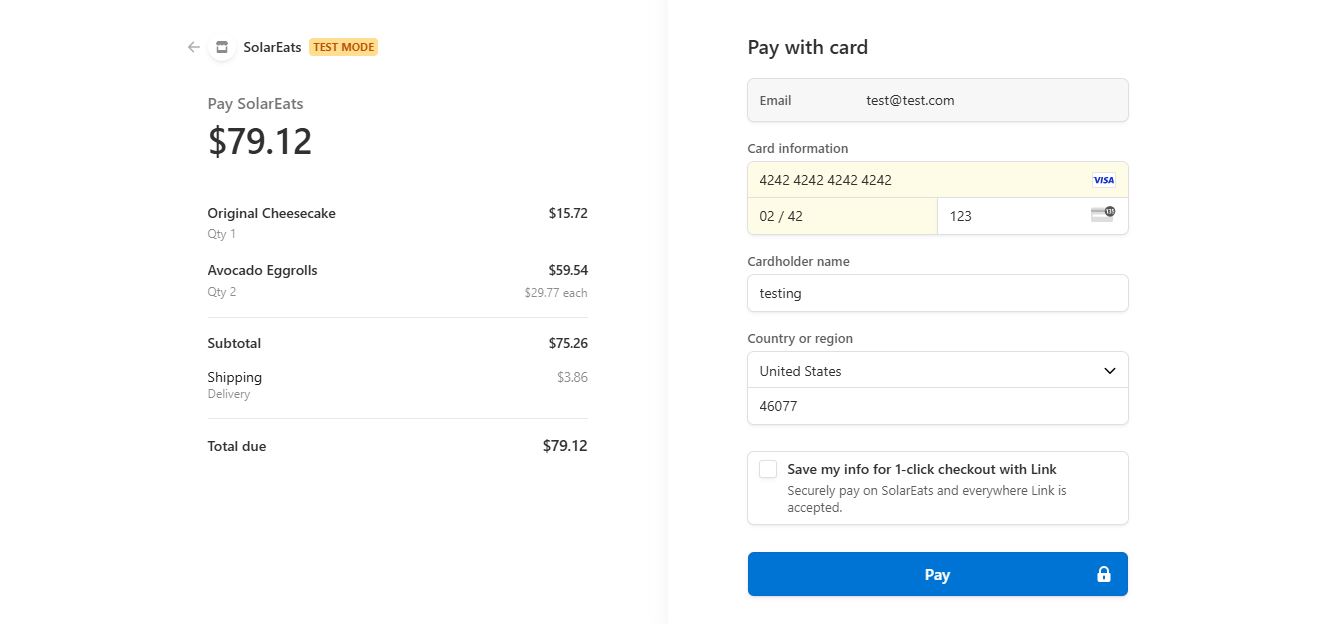 SolarEats TEST MODE
Pay SolarEats
$79.12
Original Cheesecake $15.72
Qty 1
Avocado Eggrolls $59.54
Qty 2 $29.77 each
Subtotal $75.26
Shipping $3.86
Delivery
Total due $79.12
Pay with card
Email test@test.com
Card information
4242 4242 4242 4242 VISA
02 / 42 123
Cardholder name
testing
Country or region
United States
46077
Save my info for 1-click checkout with Link
Securely pay on SolarEats and everywhere Link is
accepted.
Pay